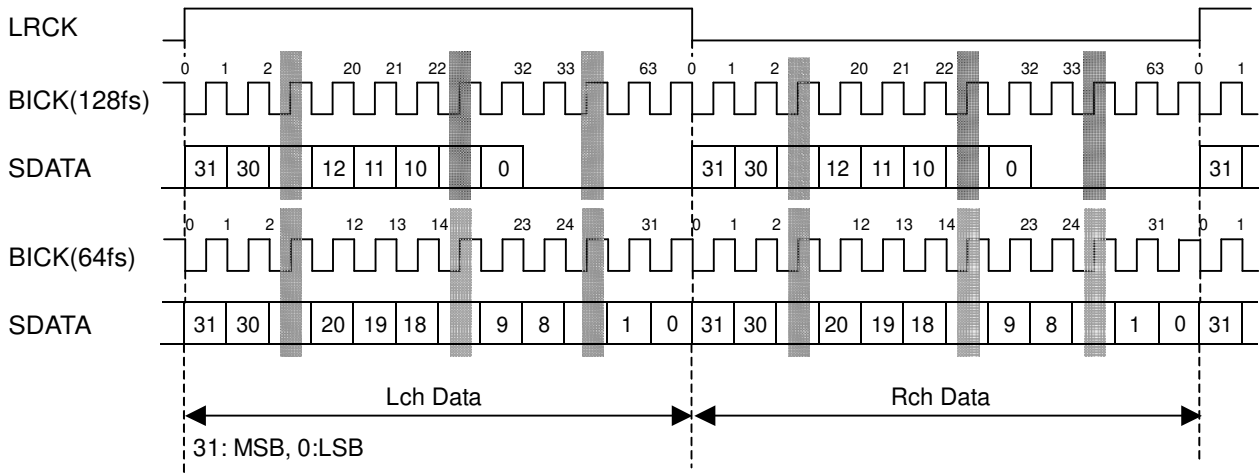 LRCK
0 1 2 20 21 22 32 33 63 0 1 2 20 21 22 32 33 63 0 1
BICK(128fs)
SDATA 31 30 12 11 10 0 31 30 12 11 10 0 31
0 1 2 12 13 14 23 24 31 0 1 2 12 13 14 23 24 31 0 1
BICK(64fs)
SDATA 31 30 20 19 18 9 8 1 0 31 30 20 19 18 9 8 1 0 31
Lch Data Rch Data
31: MSB, 0:LSB